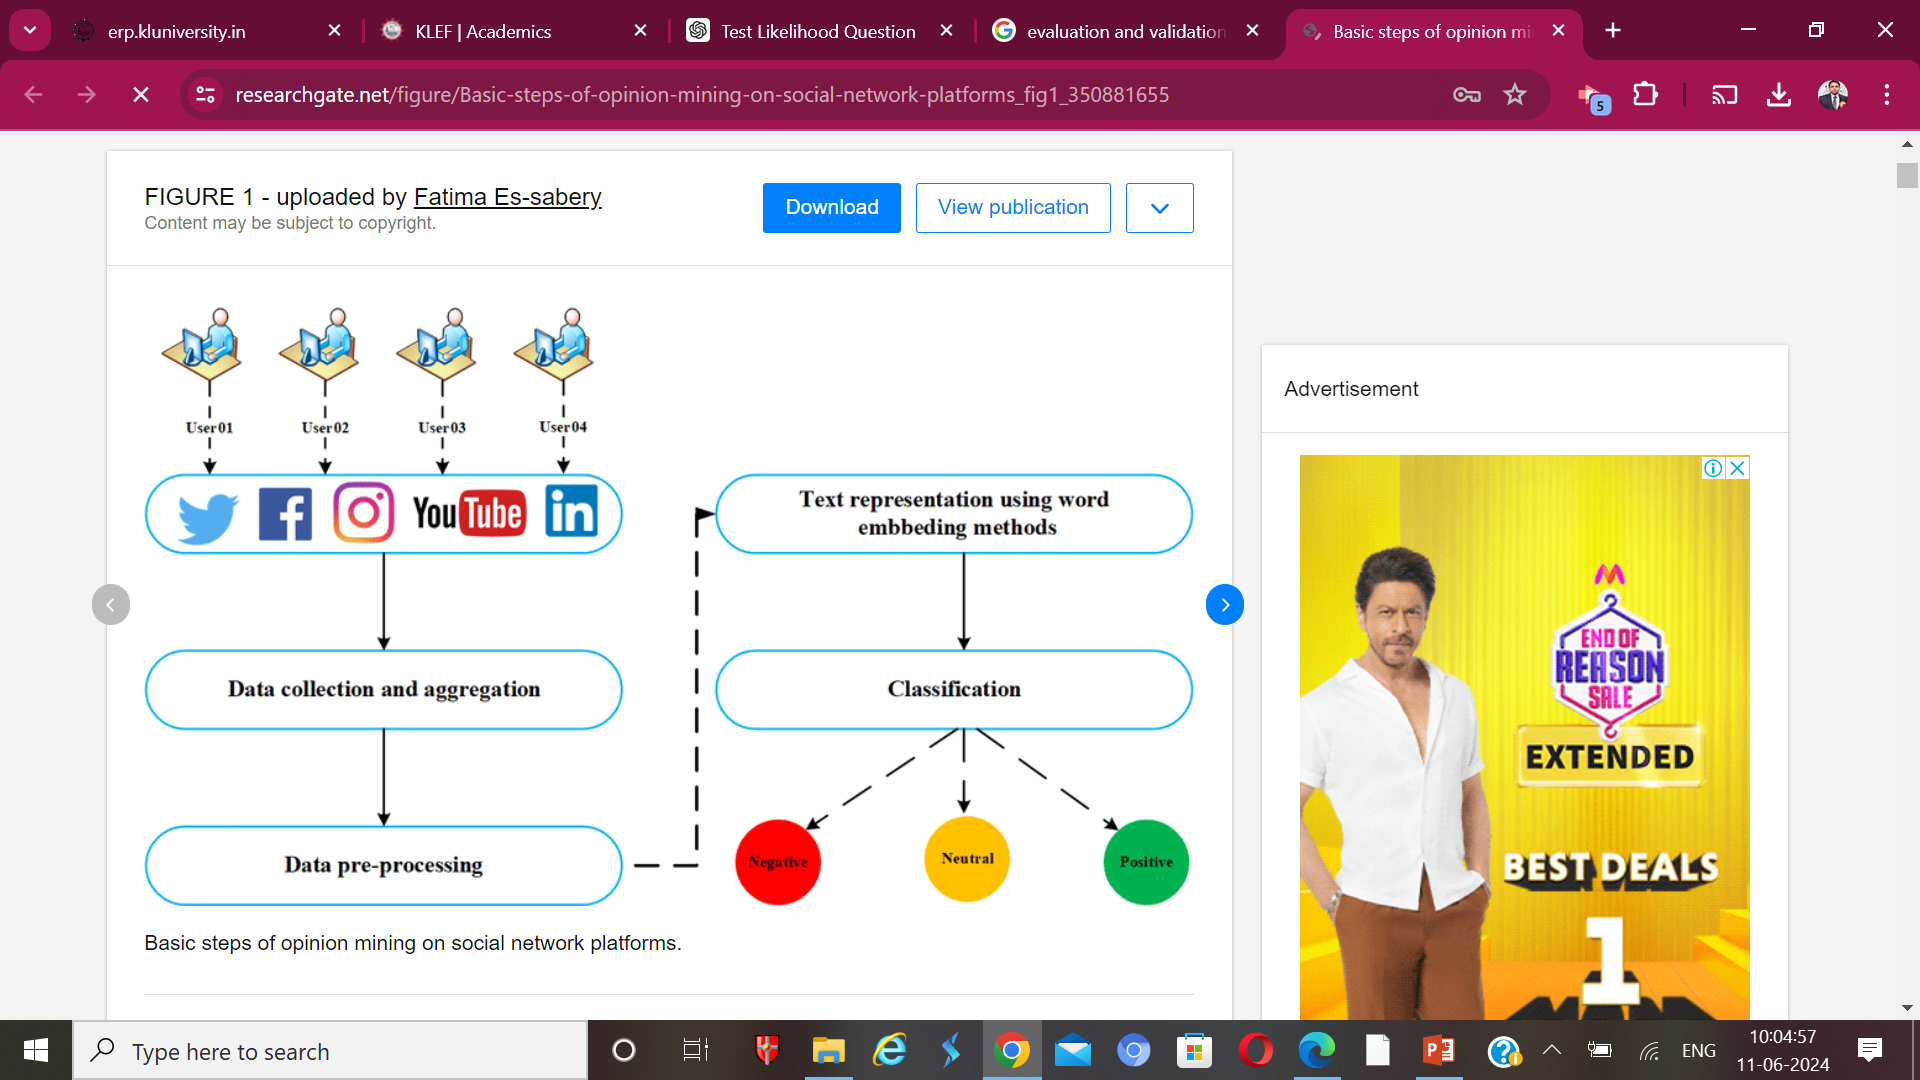 erp.kluniversity.in
KLEF | Academics
Test Likelihood Question
evaluation and validation
Basic steps of opinion mi
researchgate.net/figure/Basic-steps-of-opinion-mining-on-social-network-platforms_fig1_350881655
5
FIGURE 1 - uploaded by Fatima Es-sabery
Content may be subject to copyright.
Download
View publication
User01
User02
User03
User04
YouTube
in
Text representation using word
embbeding methods
Data collection and aggregation
Classification
Data pre-processing
Negative
Neutral
Positive
Basic steps of opinion mining on social network platforms.
Advertisement
END OF
REASON
SALE
EXTENDED
BEST DEALS
1
Type here to search
ENG
10:04:57
11-06-2024